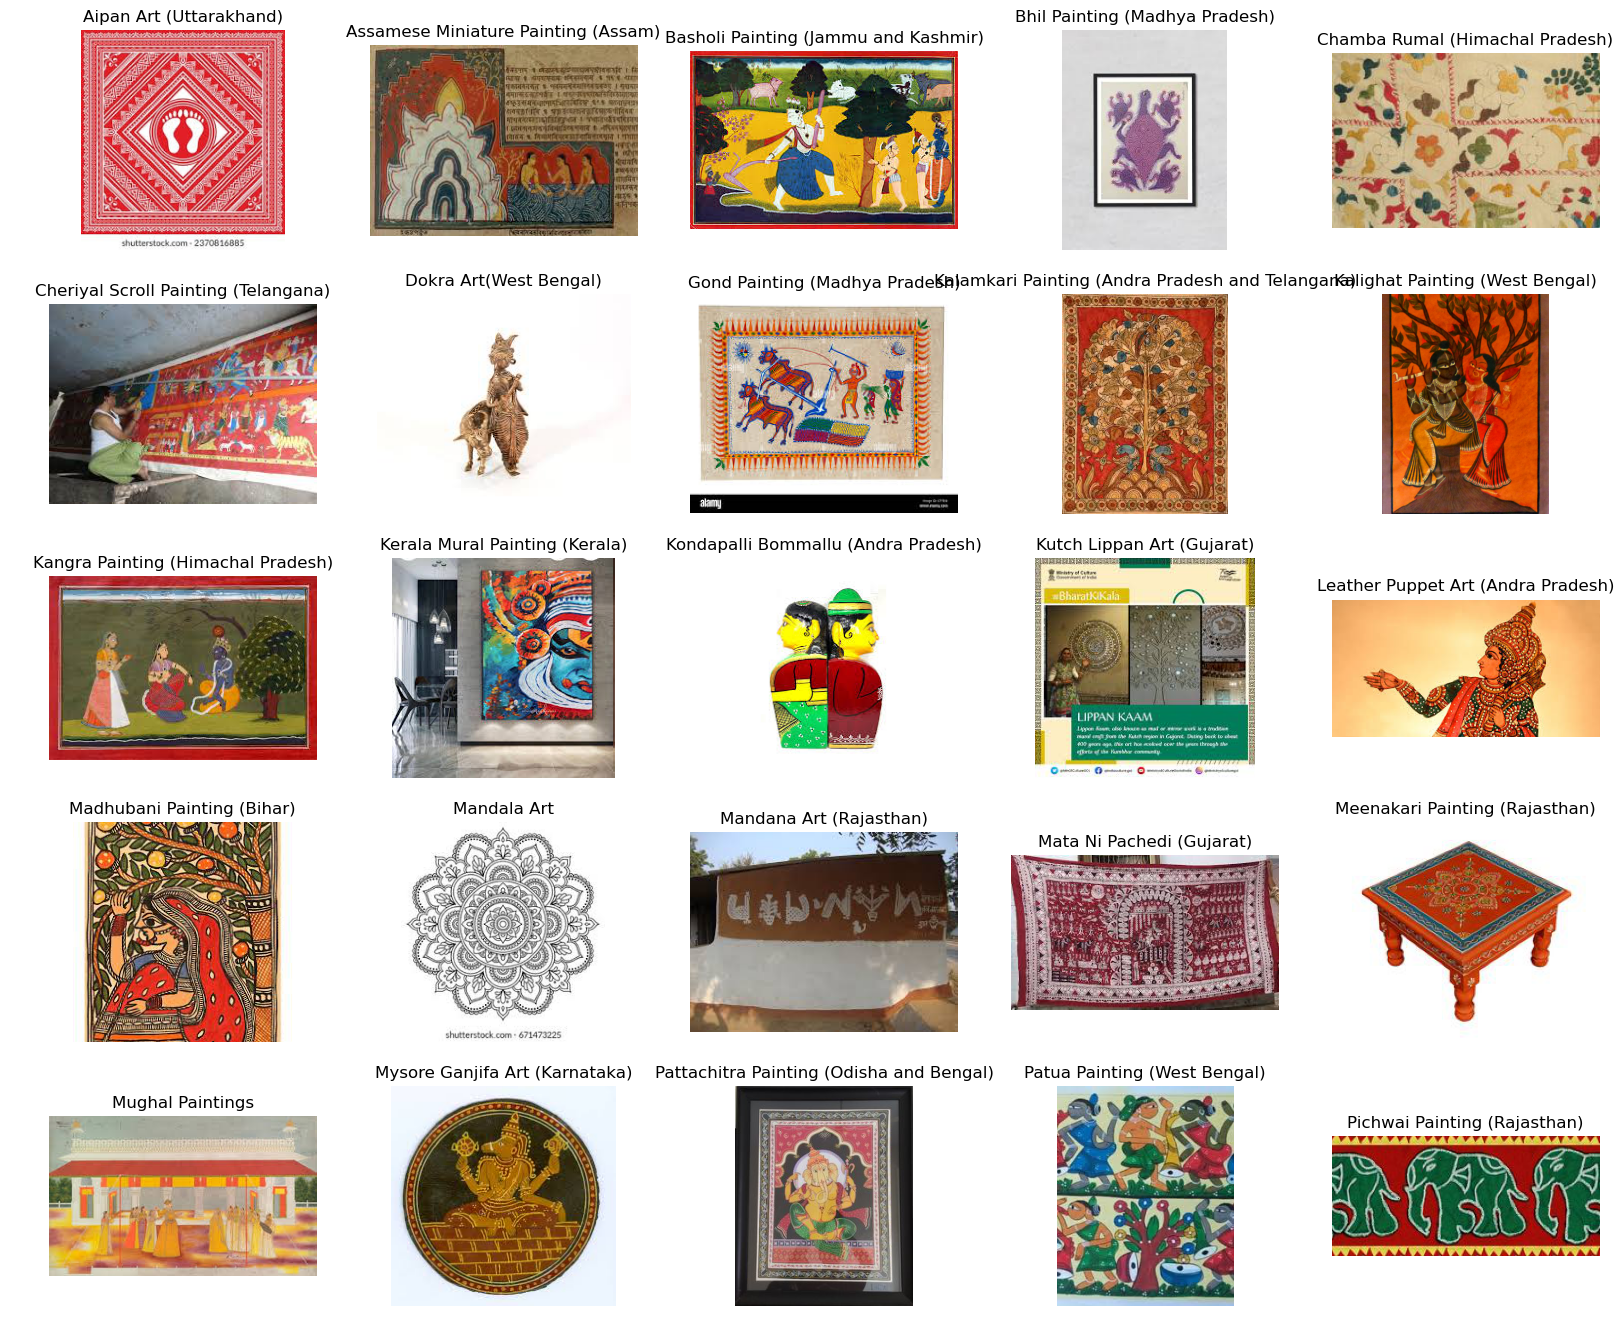 Aipan Art (Uttarakhand)
Assamese Miniature Painting (Assam)
Basholi Painting (Jammu and Kashmir)
Bhil Painting (Madhya Pradesh)
Chamba Rumal (Himachal Pradesh)
shutterstock.com · 2370816885
Cheriyal Scroll Painting (Telangana)
Dokra Art(West Bengal)
Gond Painting (Madhya Pradesh)
Kalamkari Painting (Andra Pradesh and Telangana)
Kalighat Painting (West Bengal)
alamy
Kangra Painting (Himachal Pradesh)
Kerala Mural Painting (Kerala)
Kondapalli Bommallu (Andra Pradesh)
Kutch Lippan Art (Gujarat)
Leather Puppet Art (Andra Pradesh)
Ministry of Culture
Government of India
#BharatKiKala
LIPPAN KAAM
Lippan Kaam, also known as mud or mirror work is a tradition
mural craft from the Kutch region in Gujarat. Dating back to about
400 years ago, this art has evolved over the years through the
efforts of the Kumbhar community.
Madhubani Painting (Bihar)
Mandala Art
Mandana Art (Rajasthan)
Mata Ni Pachedi (Gujarat)
Meenakari Painting (Rajasthan)
shutterstock.com · 671473225
Mughal Paintings
Mysore Ganjifa Art (Karnataka)
Pattachitra Painting (Odisha and Bengal)
Patua Painting (West Bengal)
Pichwai Painting (Rajasthan)